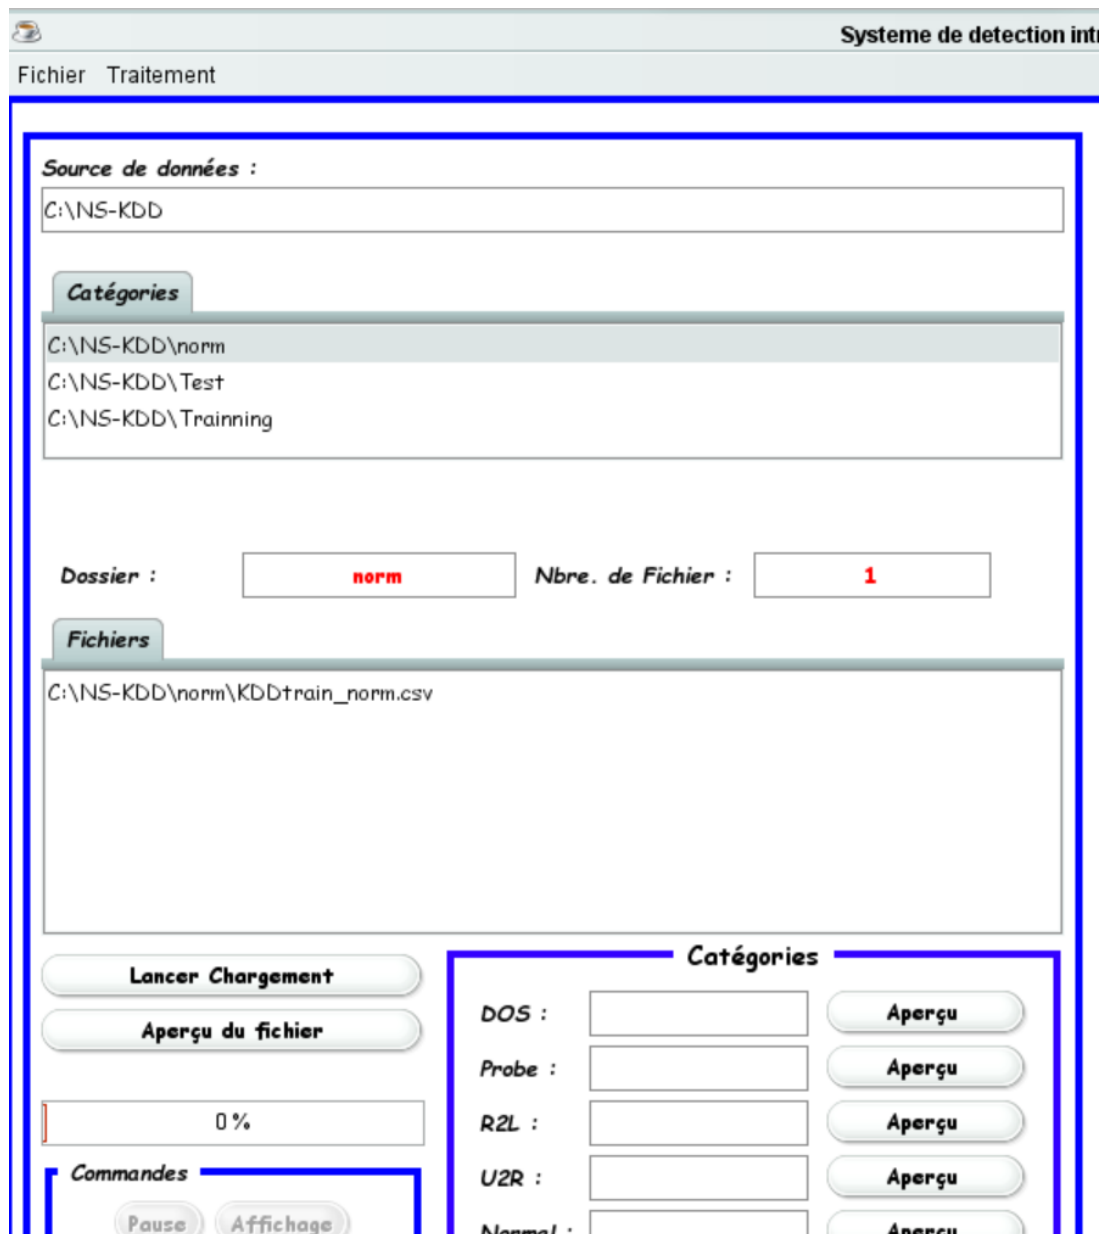 Systeme de detection intr
Fichier Traitement
Source de données :
C:\NS-KDD
Catégories
C:\NS-KDD\norm
C:\NS-KDD\Test
C:\NS-KDD\Trainning
Dossier : norm Nbre. de Fichier : 1
Fichiers
C:\NS-KDD\norm\KDDtrain_norm.csv
Lancer Chargement
Aperçu du fichier
0%
Commandes
Pause Affichage
Catégories
DOS : Aperçu
Probe : Aperçu
R2L : Aperçu
U2R : Aperçu
Normal : Aperçu